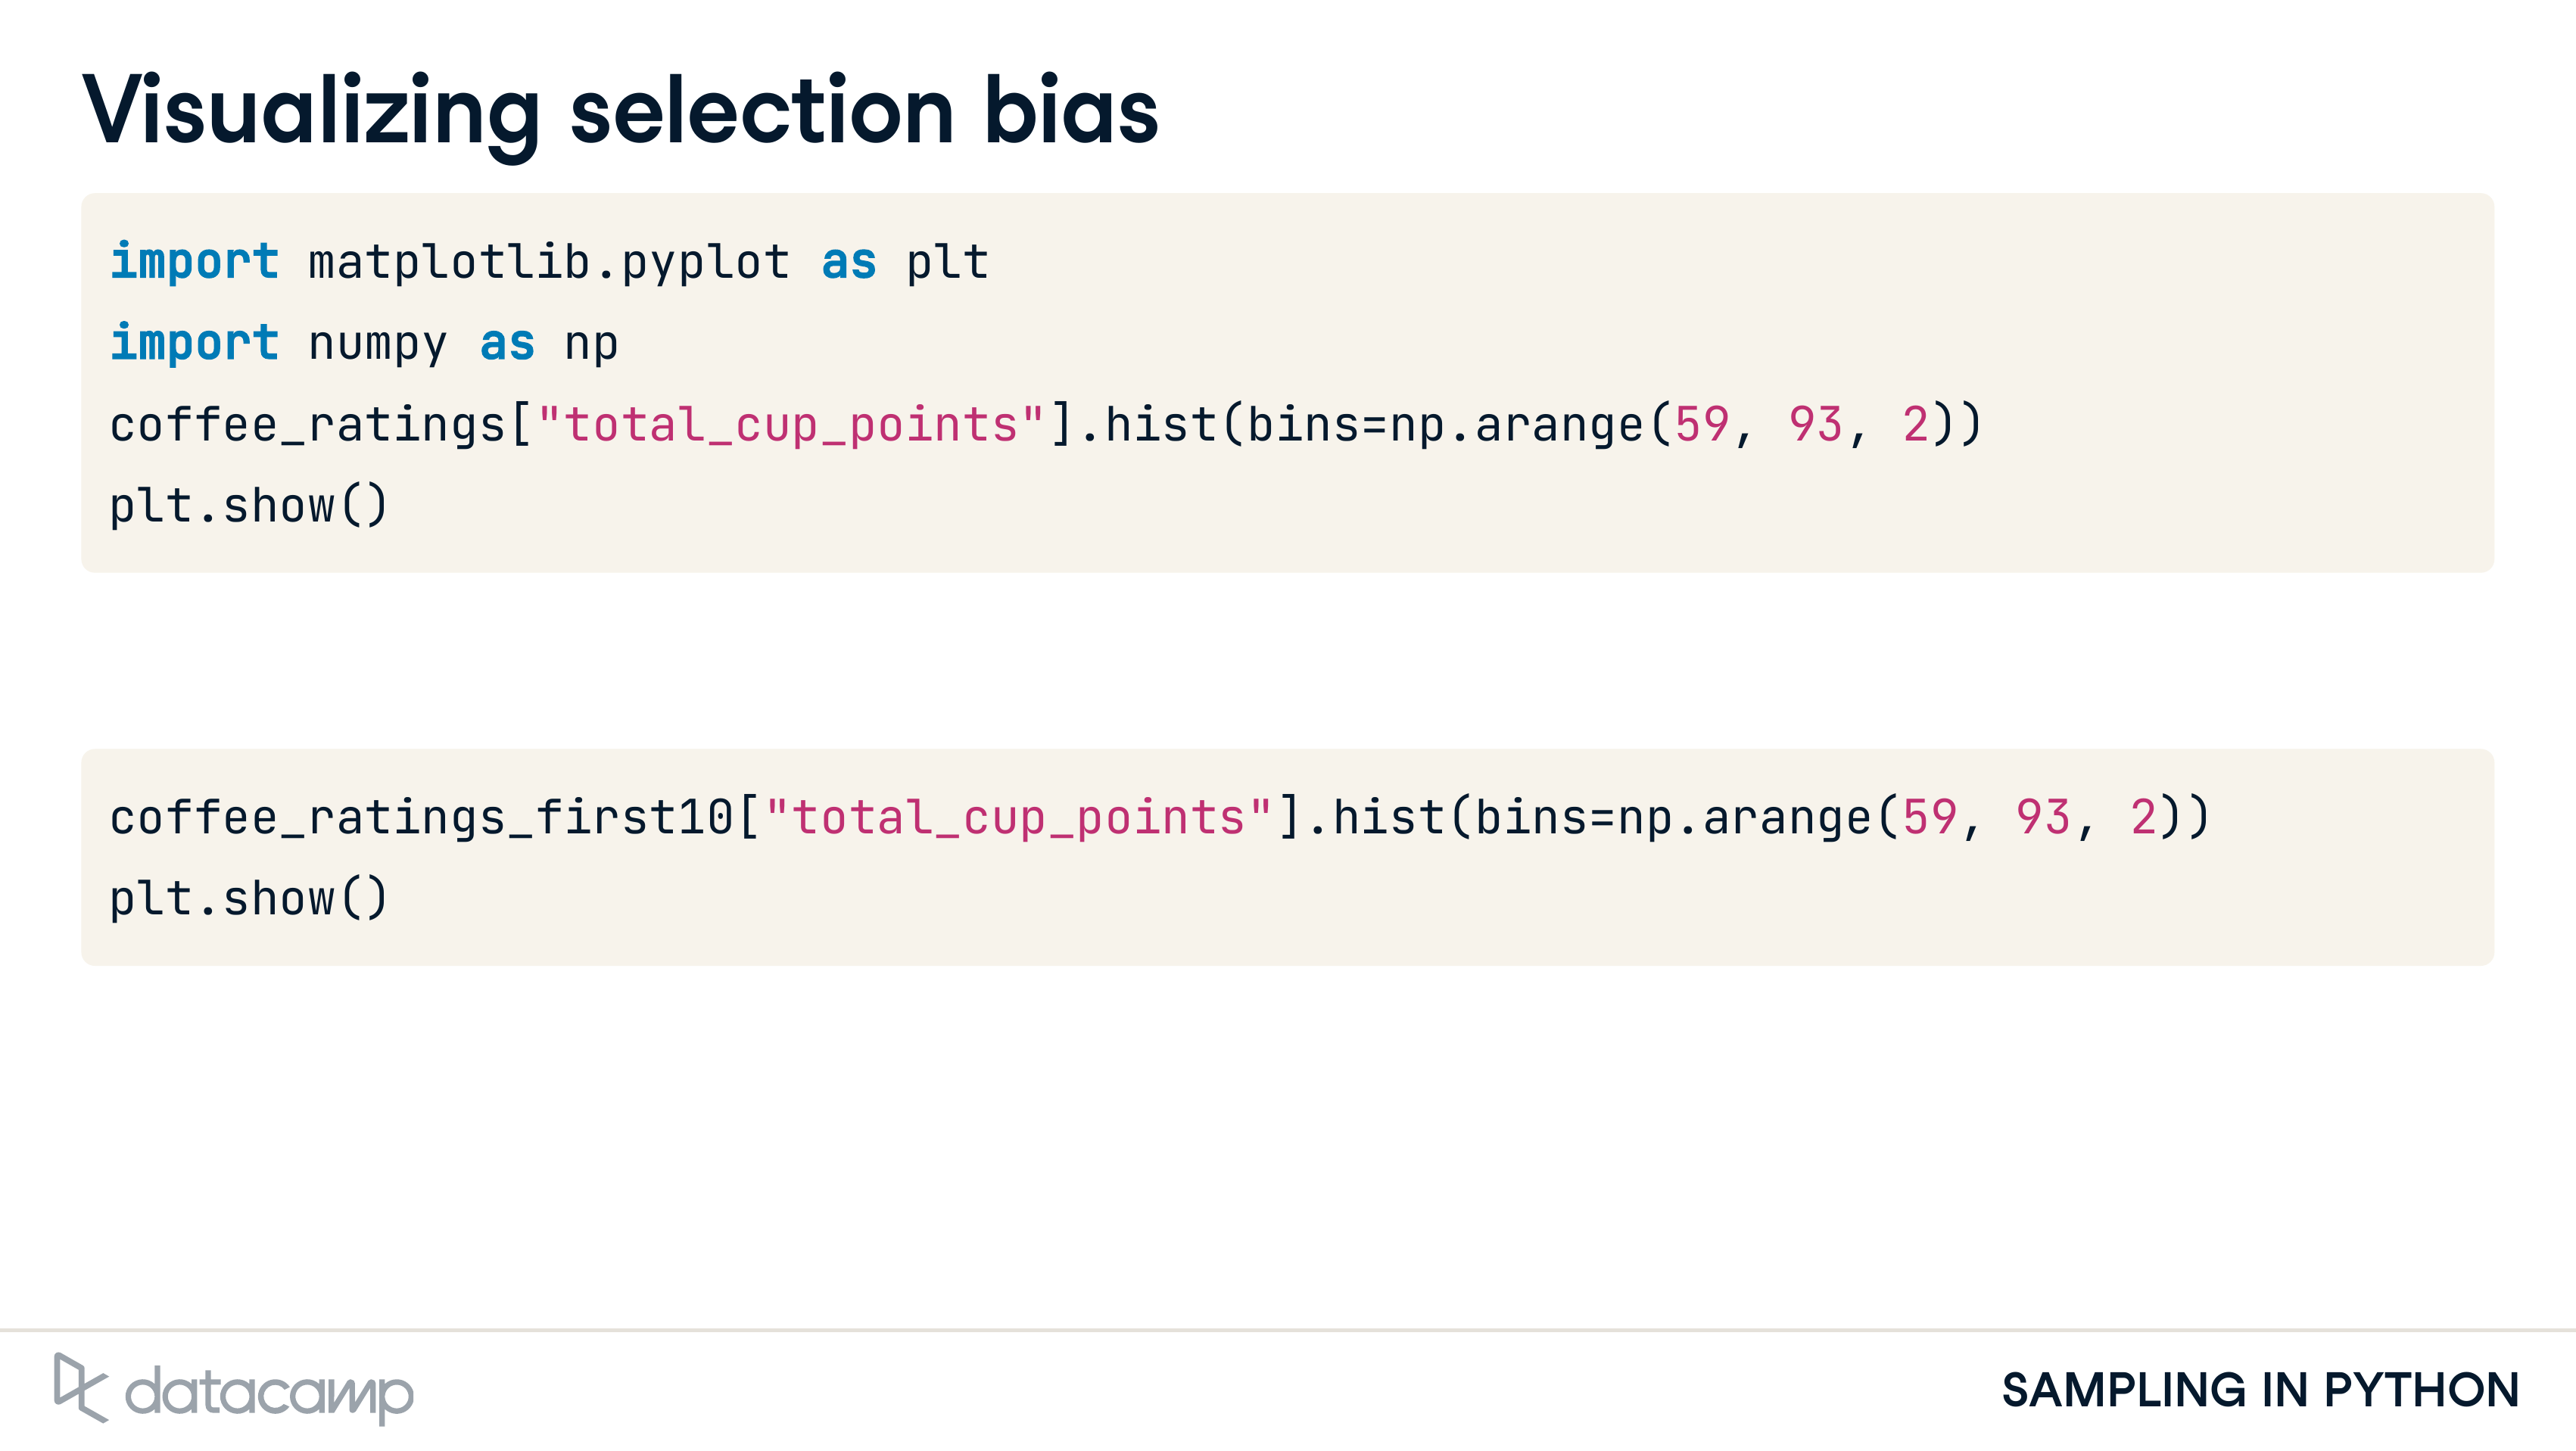 Visualizing selection bias
import matplotlib.pyplot as plt
import numpy as np
coffee_ratings["total_cup_points"].hist(bins=np.arange(59, 93, 2))
plt.show()
coffee_ratings_first10["total_cup_points"].hist(bins=np.arange(59, 93, 2))
plt.show()
datacamp
SAMPLING IN PYTHON